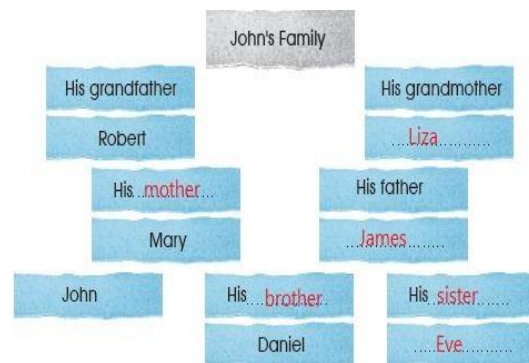 John's Family
His grandfather
His grandmother
Robert
Liza
His mother
His father
Mary
James
John
His brother
His sister
Daniel
Eve